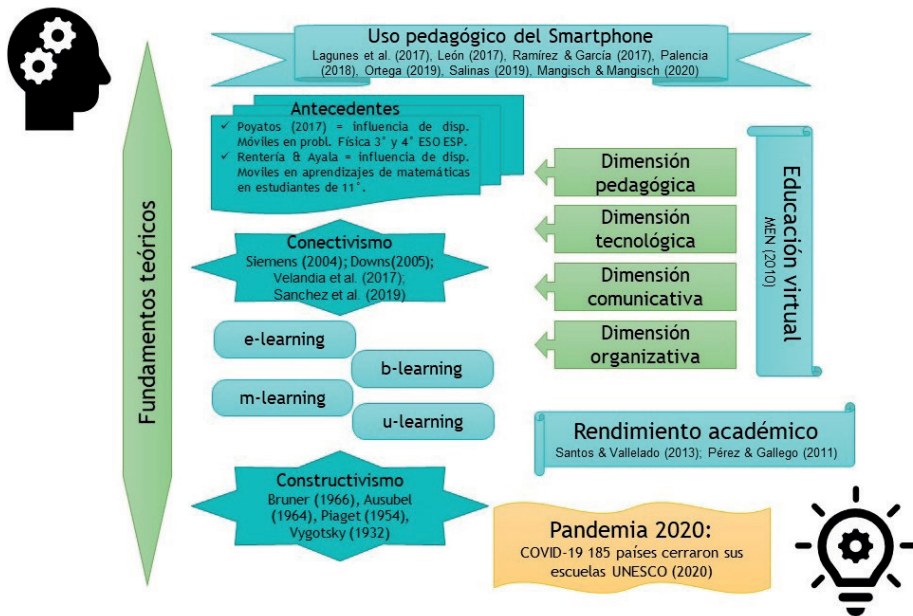 Uso pedagógico del Smartphone
Lagunes et al. (2017), León (2017), Ramírez & García (2017), Palencia
(2018), Ortega (2019), Salinas (2019), Mangisch & Mangisch (2020)
Fundamentos teóricos
Antecedentes
✓ Poyatos (2017) = influencia de disp.
Móviles en probl. Física 3° y 4° ESO ESP.
✓ Rentería & Ayala = influencia de disp.
Moviles en aprendizajes de matemáticas
en estudiantes de 11°.
Conectivismo
Siemens (2004); Downs(2005);
Velandia et al. (2017);
Sanchez et al. (2019)
e-learning
b-learning
m-learning
u-learning
Constructivismo
Bruner (1966), Ausubel
(1964), Piaget (1954),
Vygotsky (1932)
Dimensión
pedagógica
Dimensión
tecnológica
Dimensión
comunicativa
Dimensión
organizativa
Educación virtual
MEN (2010)
Rendimiento académico
Santos & Vallelado (2013); Pérez & Gallego (2011)
Pandemia 2020:
COVID-19 185 países cerraron sus
escuelas UNESCO (2020)